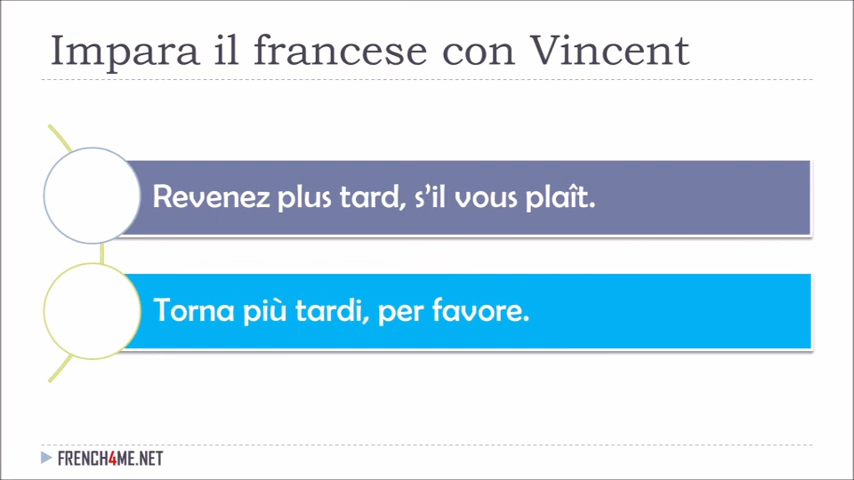 Impara il francese con Vincent
Revenez plus tard, s’il vous plaît.
Torna più tardi, per favore.
FRENCH4ME.NET